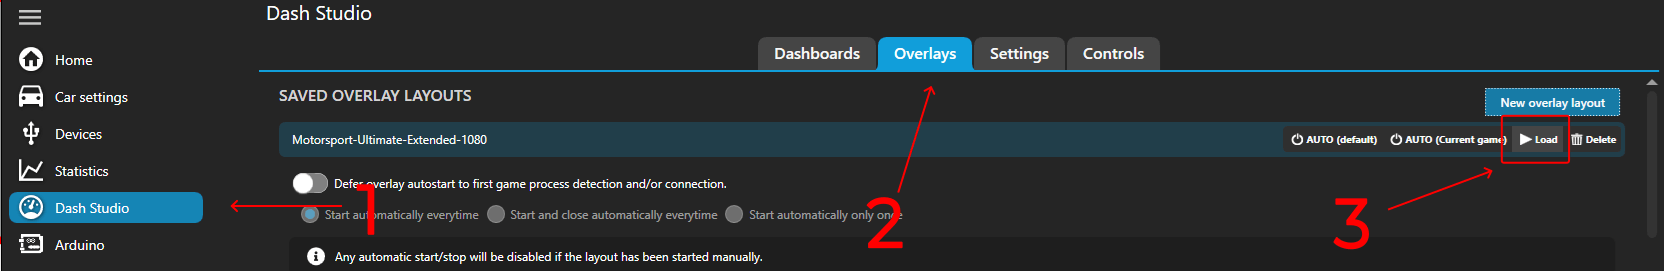 Dash Studio
Home
Car settings
Devices
Statistics
Dash Studio
Arduino
Dashboards
Overlays
Settings
Controls
SAVED OVERLAY LAYOUTS
New overlay layout
Motorsport-Ultimate-Extended-1080
AUTO (default)
AUTO (Current game)
Load
Delete
Defer overlay autostart to first game process detection and/or connection.
Start automatically everytime
Start and close automatically everytime
Start automatically only once
Any automatic start/stop will be disabled if the layout has been started manually.
1
2
3